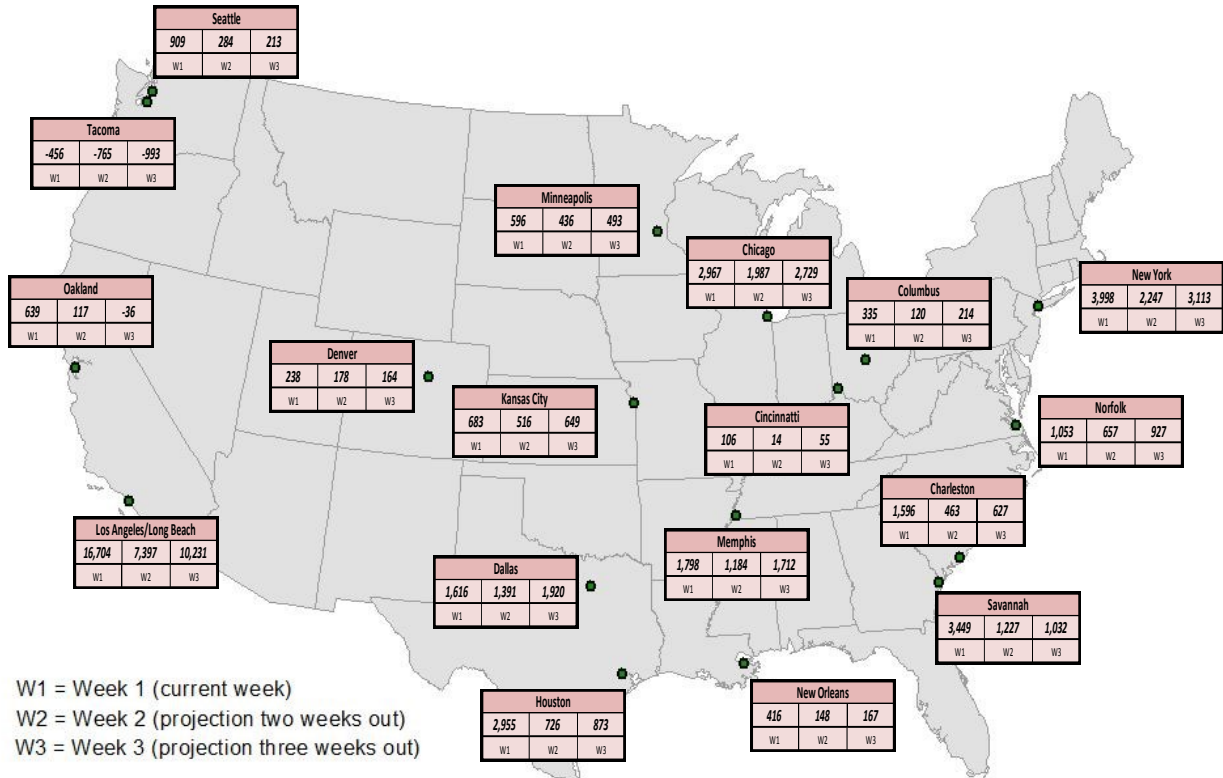 Seattle
909 284 213
W1 W2 W3
Tacoma
-456 -765 -993
W1 W2 W3
Minneapolis
596 436 493
W1 W2 W3
Chicago
2,967 1,987 2,729
W1 W2 W3
New York
3,998 2,247 3,113
W1 W2 W3
Oakland
639 117 -36
W1 W2 W3
Columbus
335 120 214
W1 W2 W3
Denver
238 178 164
W1 W2 W3
Kansas City
683 516 649
W1 W2 W3
Cincinnatti
106 14 55
W1 W2 W3
Norfolk
1,053 657 927
W1 W2 W3
Charleston
1,596 463 627
W1 W2 W3
Los Angeles/Long Beach
16,704 7,397 10,231
W1 W2 W3
Memphis
1,798 1,184 1,712
W1 W2 W3
Dallas
1,616 1,391 1,920
W1 W2 W3
Savannah
3,449 1,227 1,032
W1 W2 W3
New Orleans
416 148 167
W1 W2 W3
Houston
2,955 726 873
W1 W2 W3
W1 = Week 1 (current week)
W2 = Week 2 (projection two weeks out)
W3 = Week 3 (projection three weeks out)